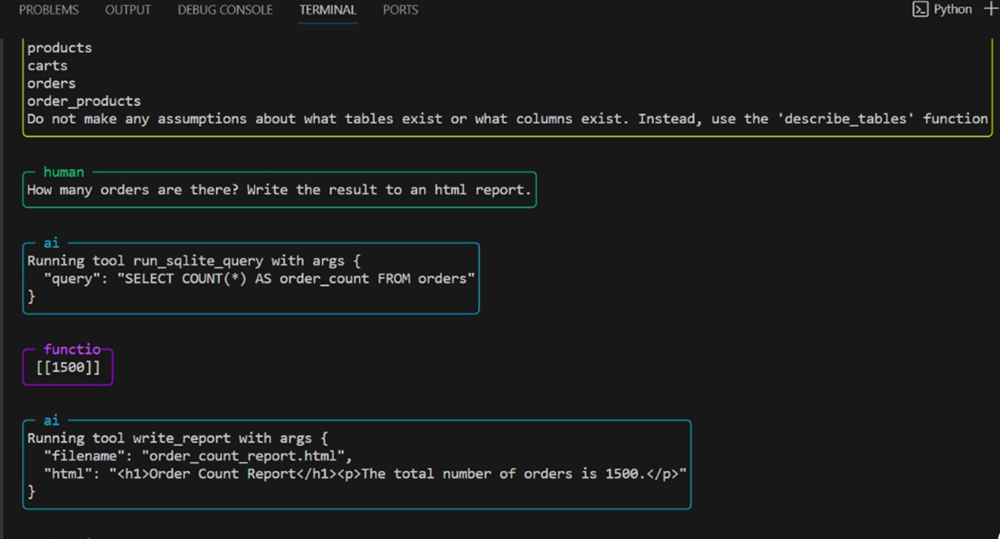 PROBLEMS OUTPUT DEBUG CONSOLE TERMINAL PORTS Python
products
carts
orders
order_products
Do not make any assumptions about what tables exist or what columns exist. Instead, use the 'describe_tables' function
human
How many orders are there? Write the result to an html report.
ai
Running tool run_sqlite_query with args {
"query": "SELECT COUNT(*) AS order_count FROM orders"
}
functio
[[1500]]
ai
Running tool write_report with args {
"filename": "order_count_report.html",
"html": "<h1>Order Count Report</h1><p>The total number of orders is 1500.</p>"
}